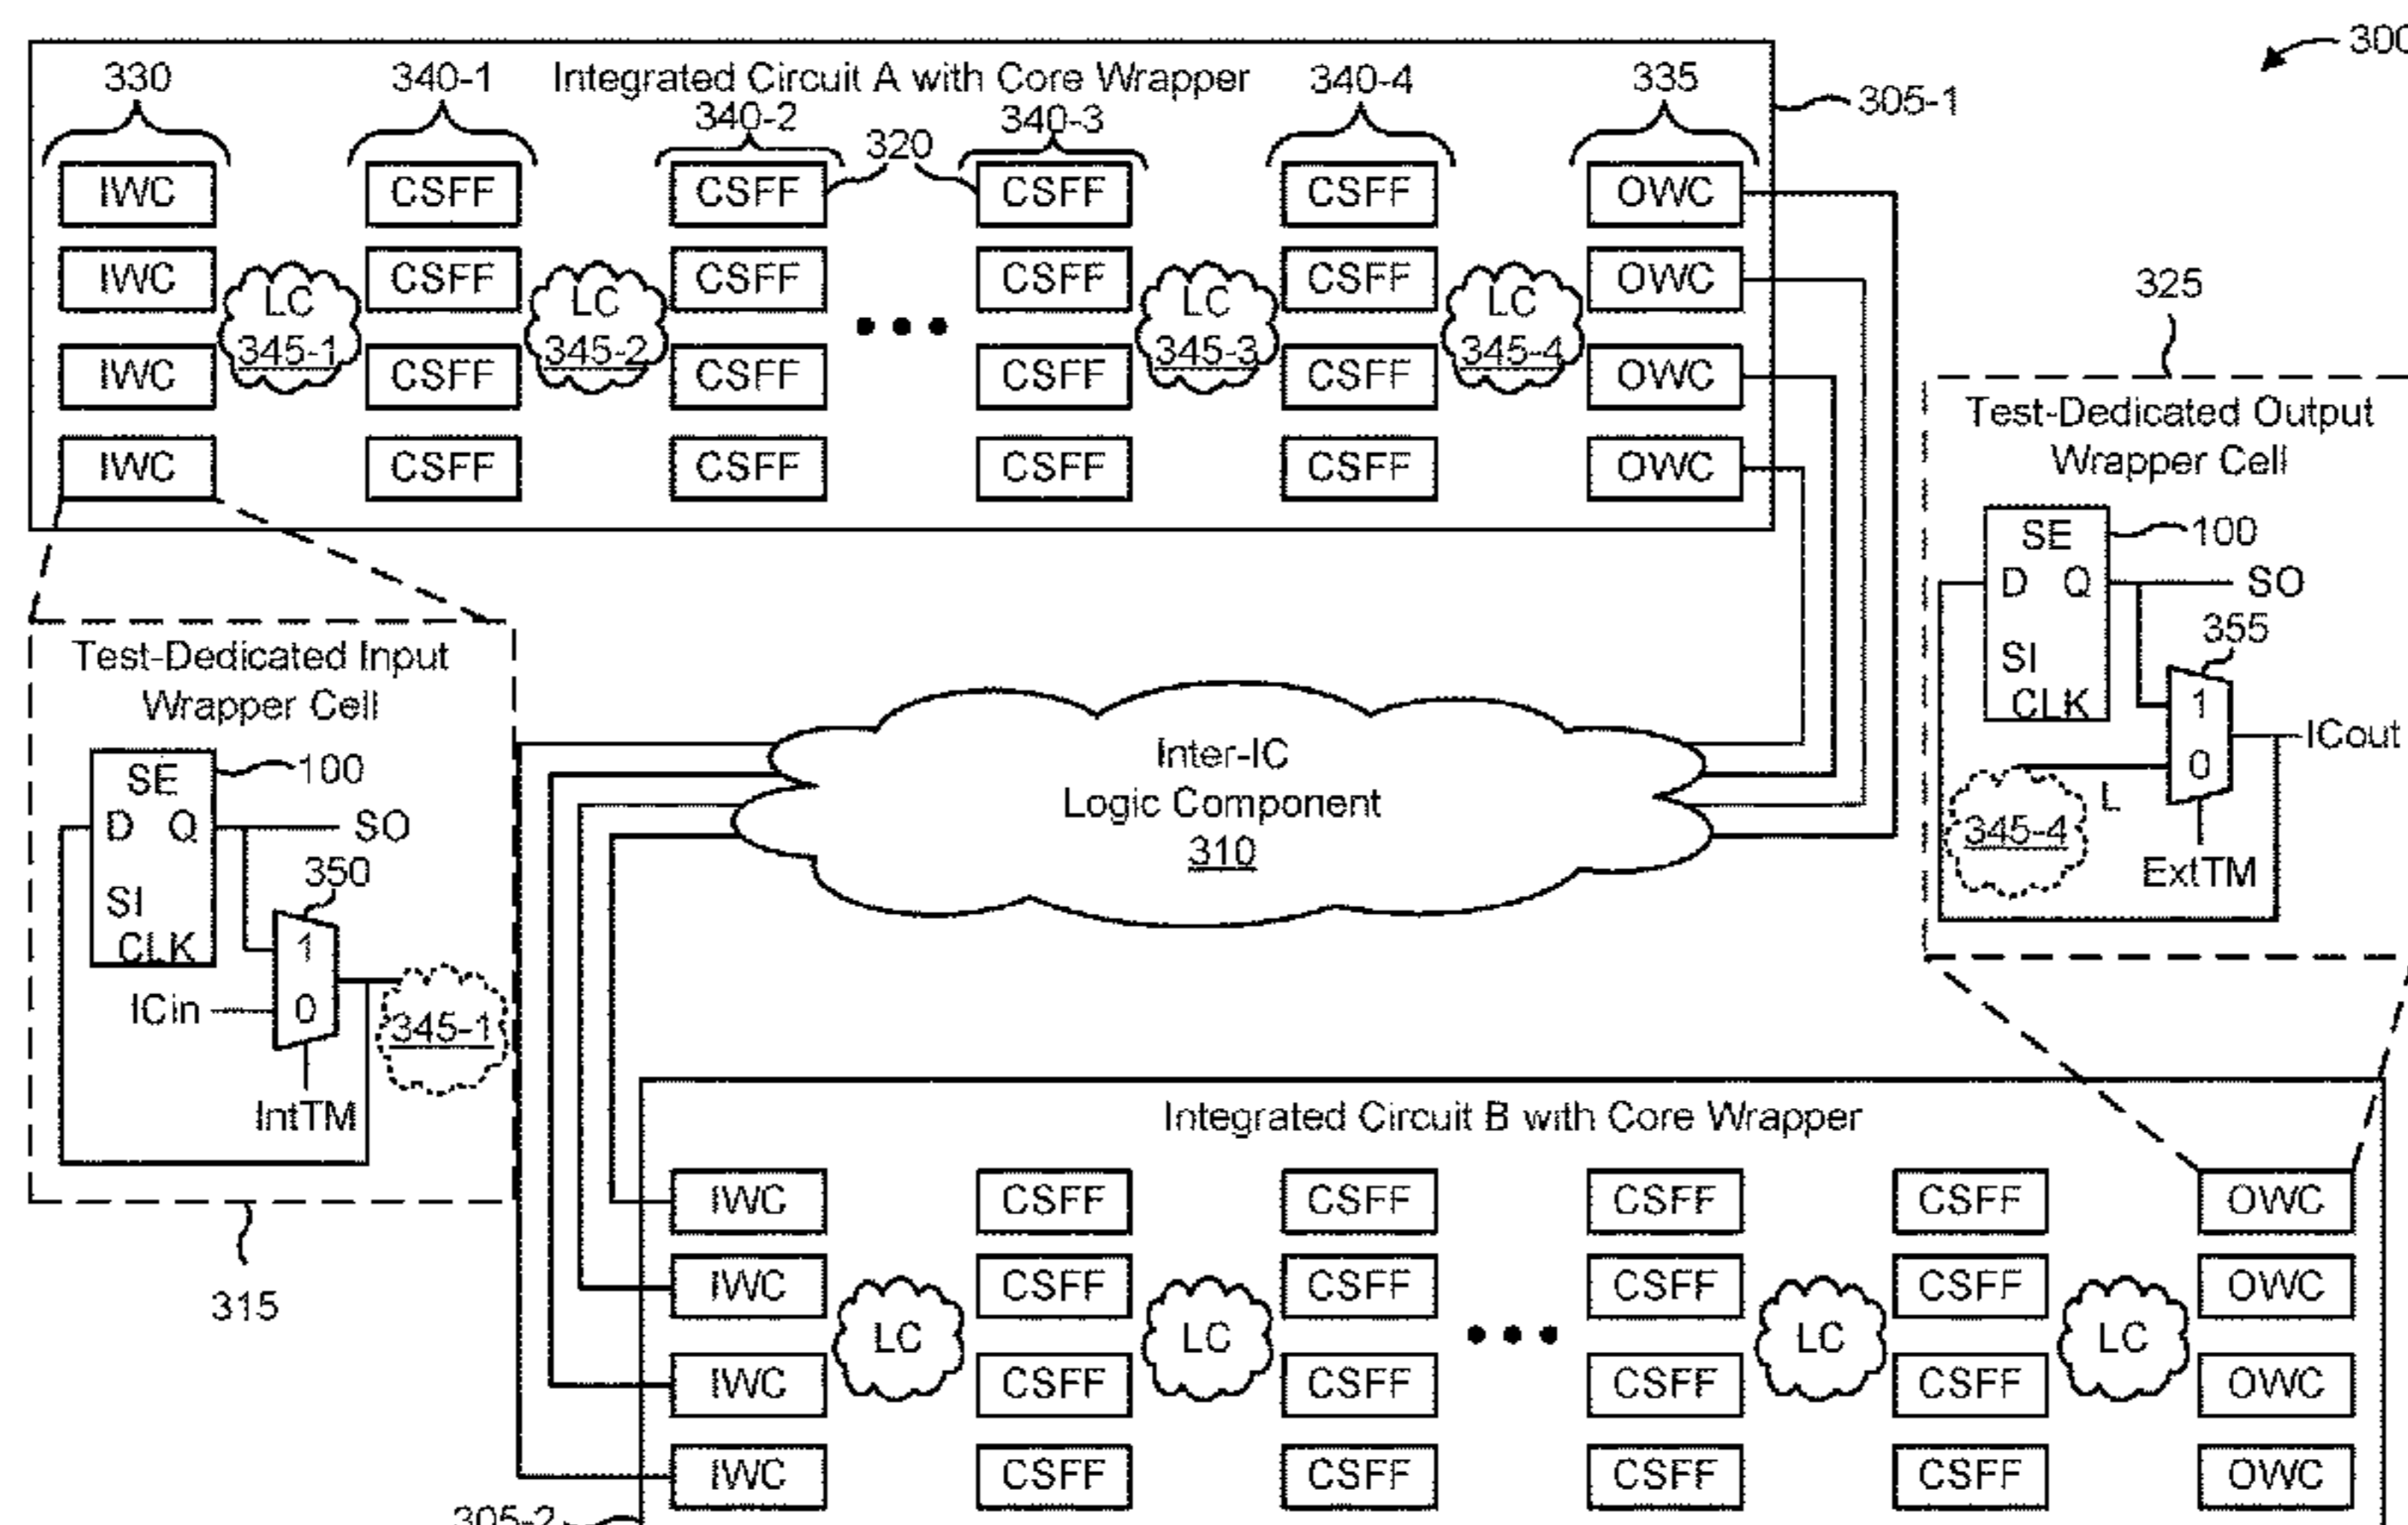 300
330 340-1 Integrated Circuit A with Core Wrapper 340-4 335
305-1
340-2 320 340-3
IWC CSFF CSFF CSFF CSFF OWC
IWC CSFF CSFF CSFF CSFF OWC
LC LC LC LC
345-1 345-2 345-3 345-4
IWC CSFF CSFF CSFF CSFF OWC
IWC CSFF CSFF CSFF CSFF OWC
325
Test-Dedicated Output
Wrapper Cell
SE 100
D Q SO
355
SI
CLK 1
ICout
0
L
345-4
ExtTM
Test-Dedicated Input
Wrapper Cell
SE 100
D Q SO
350
SI
CLK 1
ICin 0
345-1
IntTM
315
Inter-IC
Logic Component
310
Integrated Circuit B with Core Wrapper
IWC CSFF CSFF CSFF CSFF OWC
IWC CSFF CSFF CSFF CSFF OWC
LC LC LC LC
IWC CSFF CSFF CSFF CSFF OWC
IWC CSFF CSFF CSFF CSFF OWC
305-2